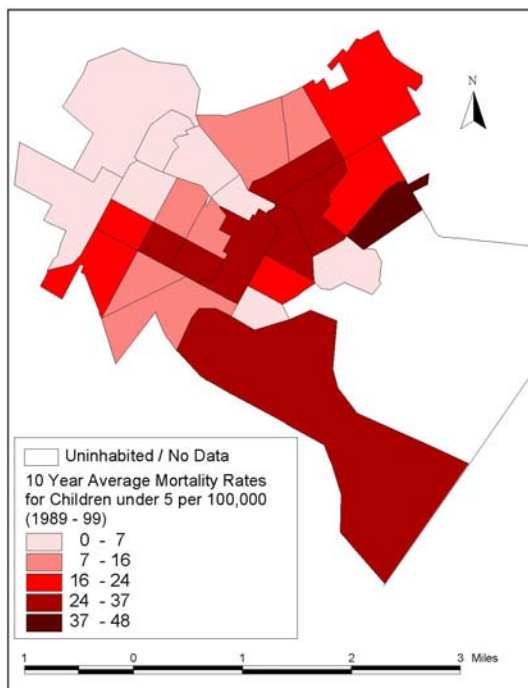 N
Uninhabited / No Data
10 Year Average Mortality Rates
for Children under 5 per 100,000
(1989 - 99)
0 - 7
7 - 16
16 - 24
24 - 37
37 - 48
1 0 1 2 3 Miles